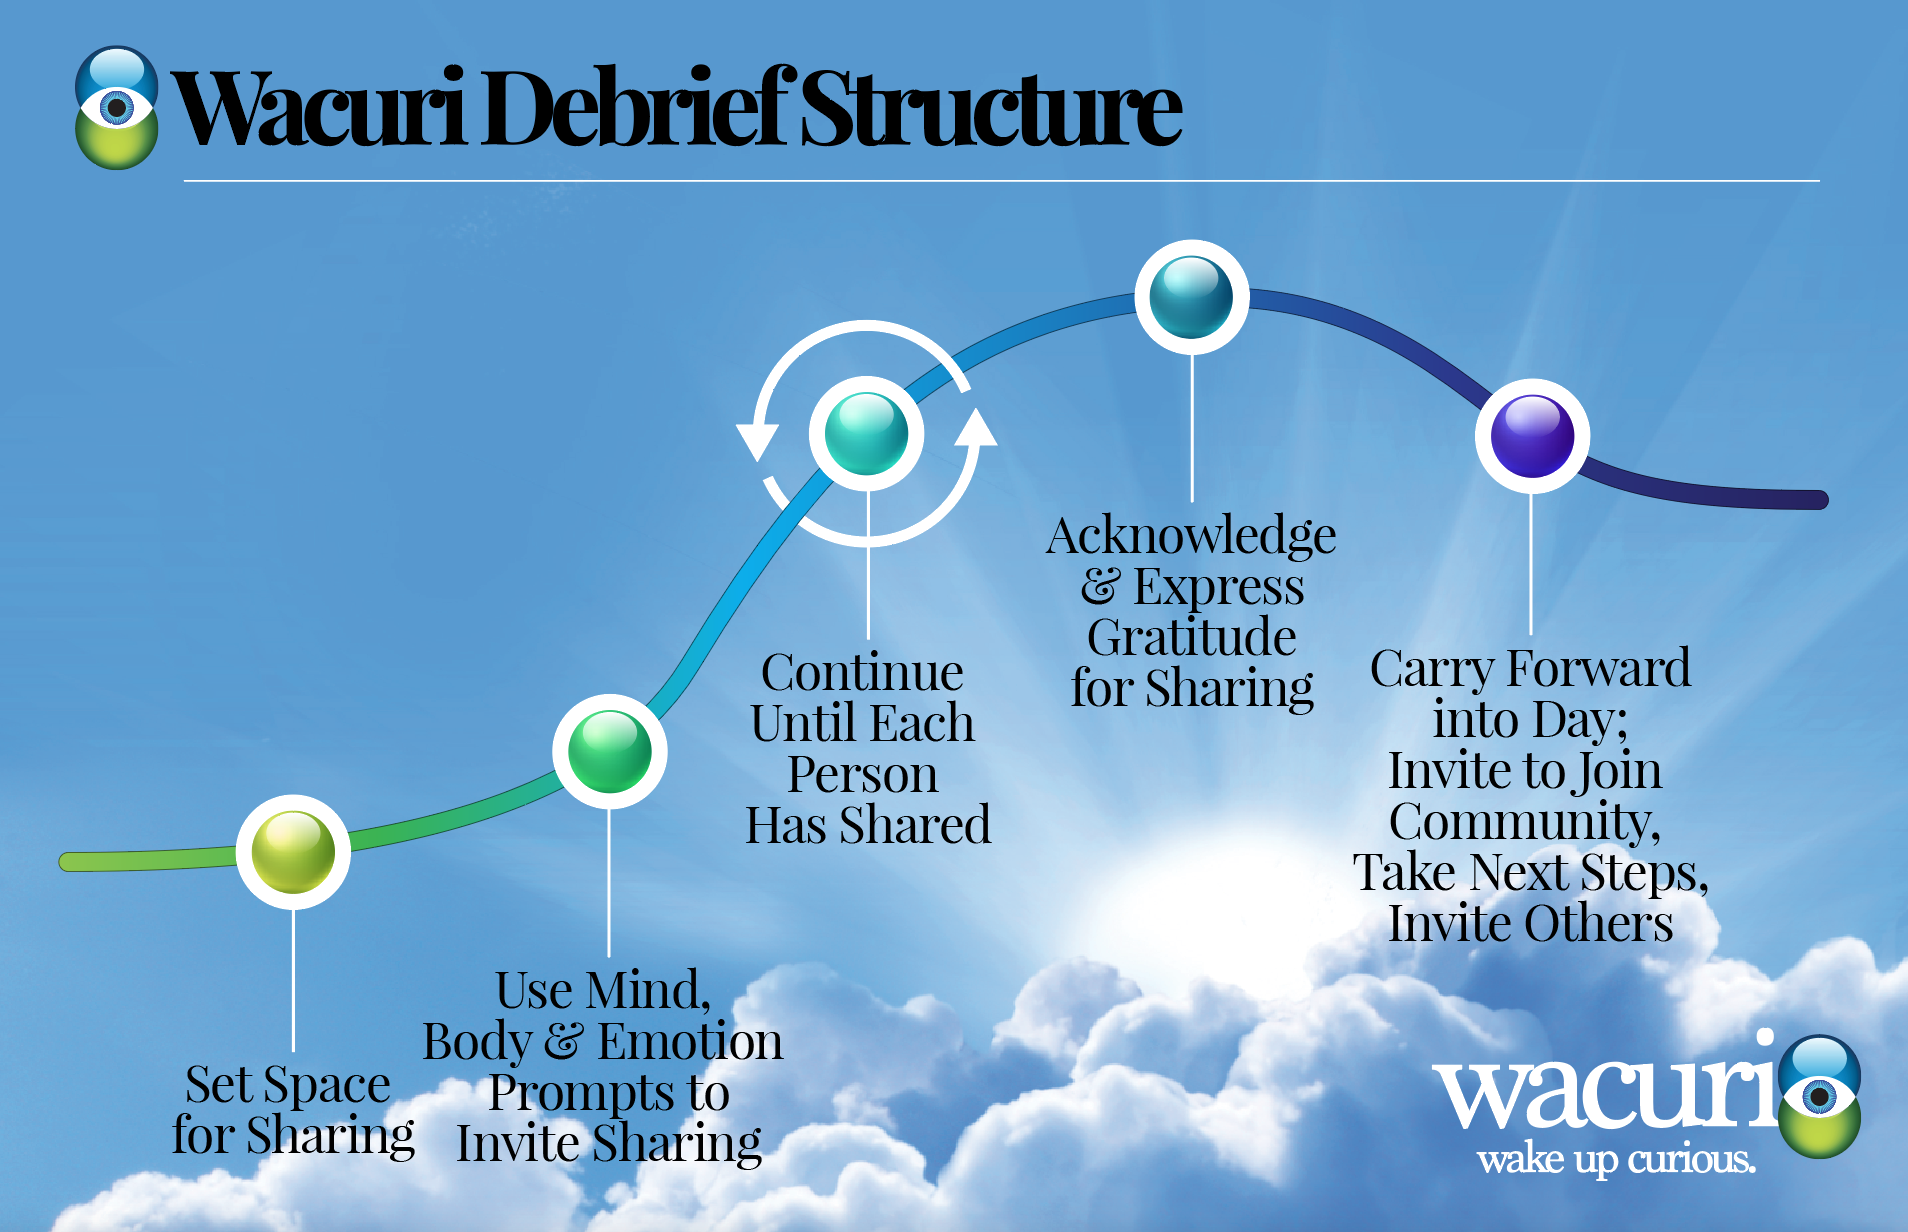 Wacuri Debrief Structure
Set Space
for Sharing
Use Mind,
Body & Emotion
Prompts to
Invite Sharing
Continue
Until Each
Person
Has Shared
Acknowledge
& Express
Gratitude
for Sharing
Carry Forward
into Day;
Invite to Join
Community,
Take Next Steps,
Invite Others
wacuri
wake up curious.